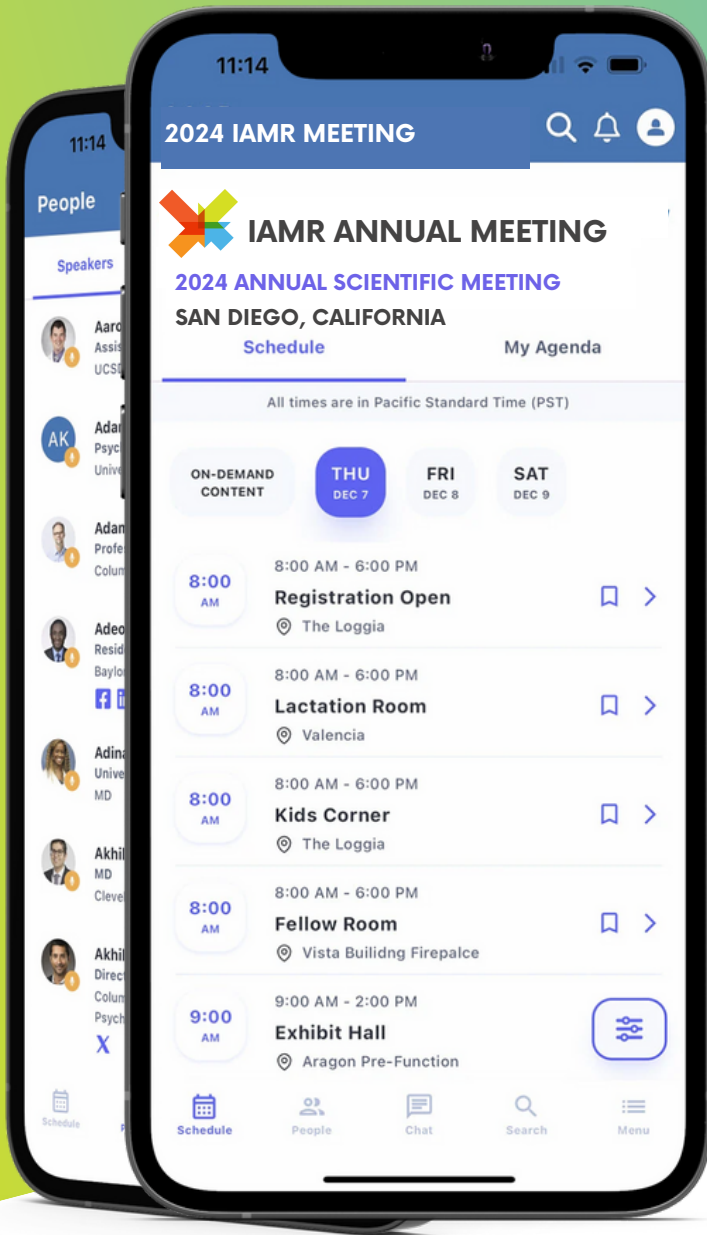 11:14
2024 IAMR MEETING
IAMR ANNUAL MEETING
2024 ANNUAL SCIENTIFIC MEETING
SAN DIEGO, CALIFORNIA
Schedule
My Agenda
All times are in Pacific Standard Time (PST)
ON-DEMAND
CONTENT
THU
DEC 7
FRI
DEC 8
SAT
DEC 9
8:00
AM
8:00 AM - 6:00 PM
Registration Open
The Loggia
8:00
AM
8:00 AM - 6:00 PM
Lactation Room
Valencia
8:00
AM
8:00 AM - 6:00 PM
Kids Corner
The Loggia
8:00
AM
8:00 AM - 6:00 PM
Fellow Room
Vista Builidng Firepalce
9:00
AM
9:00 AM - 2:00 PM
Exhibit Hall
Aragon Pre-Function
Schedule
People
Chat
Search
Menu
11:14
People
Speakers
AK
Schedule